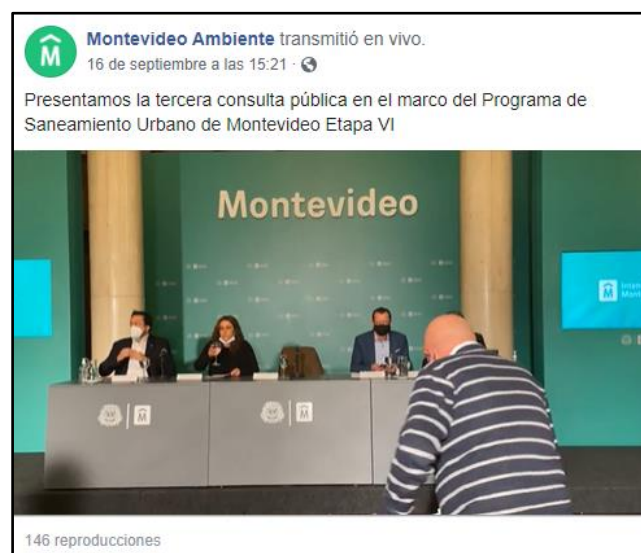 Montevideo Ambiente transmitió en vivo.
16 de septiembre a las 15:21 ·
Presentamos la tercera consulta pública en el marco del Programa de
Saneamiento Urbano de Montevideo Etapa VI
Montevideo
146 reproducciones